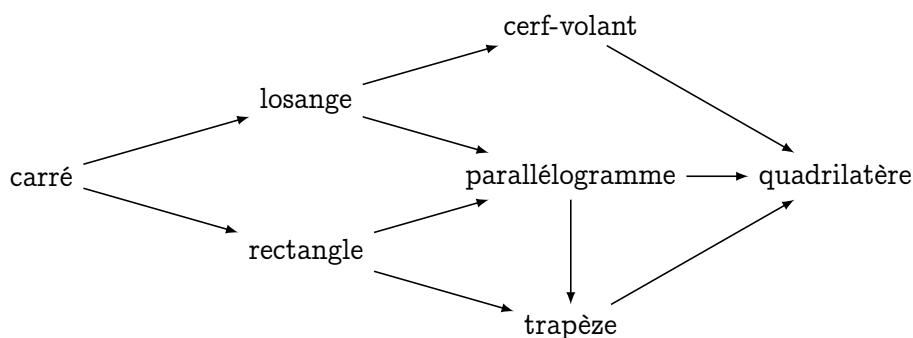 cerf-volant
losange
carré
parallélogramme
quadrilatère
rectangle
trapèze